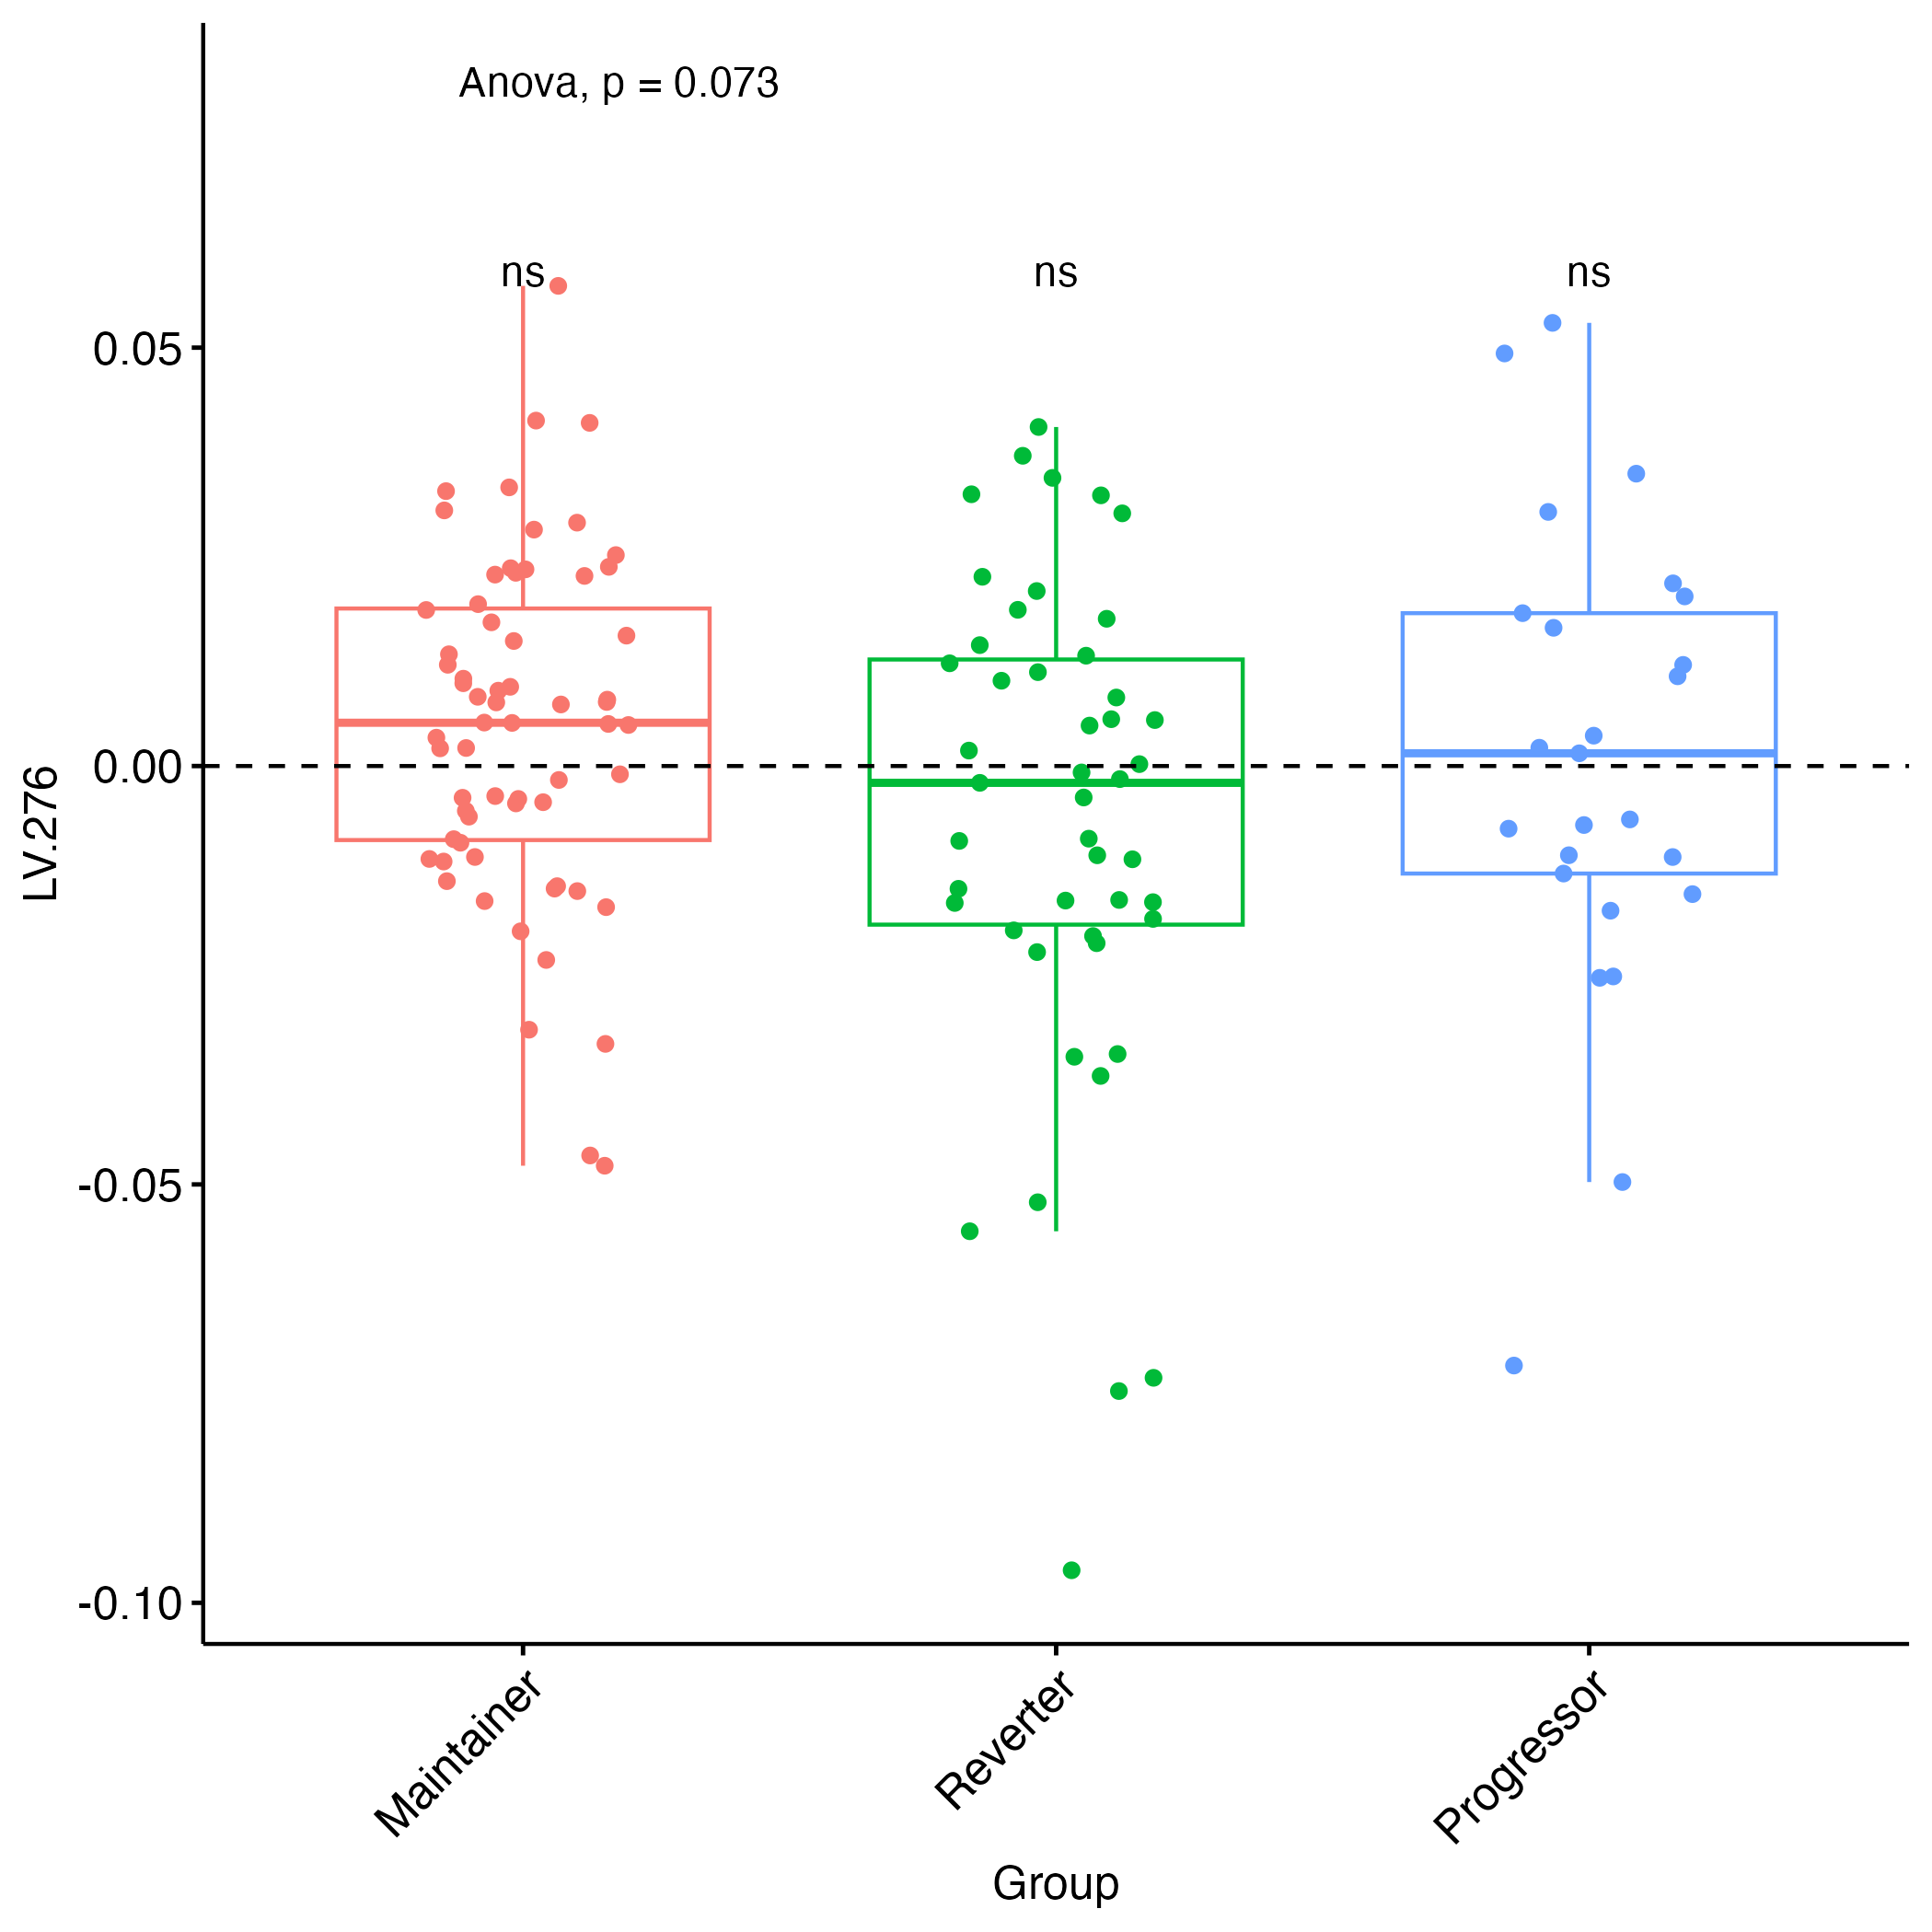 Anova, p = 0.073
ns ns ns
0.05
0.00
-0.05
-0.10
LV.276
Maintainer
Reverter
Progressor
Group